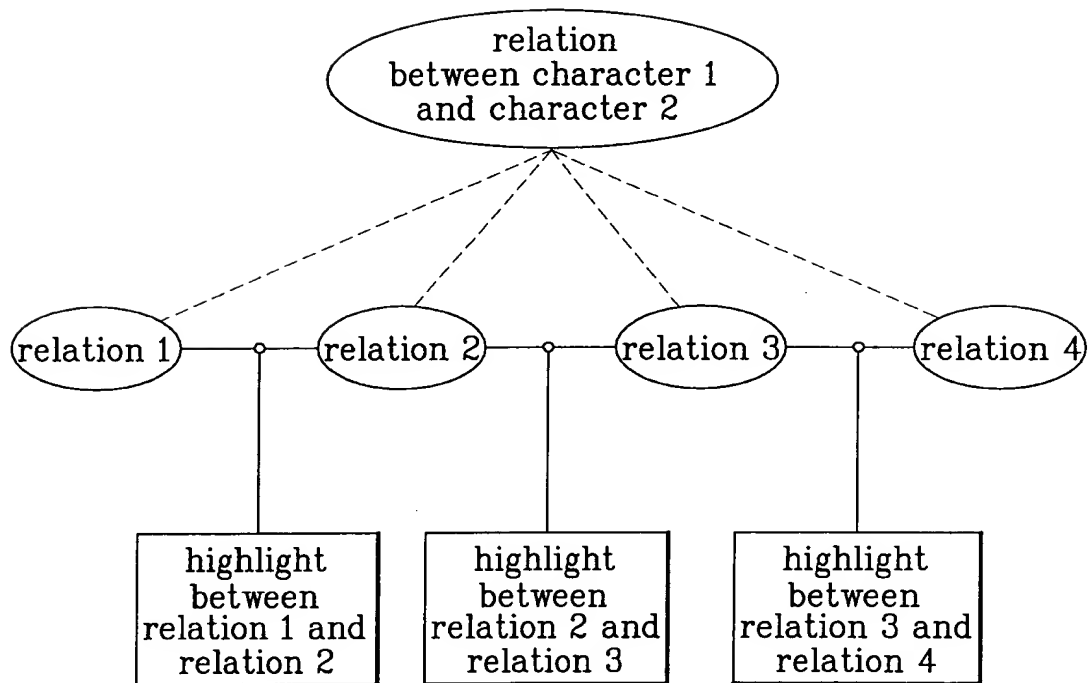 relation
between character 1
and character 2
relation 1
relation 2
relation 3
relation 4
highlight
between
relation 1 and
relation 2
highlight
between
relation 2 and
relation 3
highlight
between
relation 3 and
relation 4